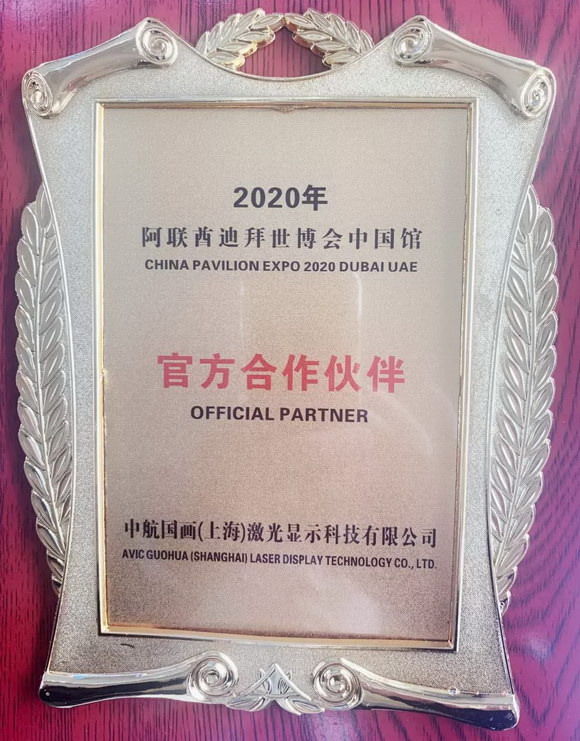 2020年
阿联酋迪拜世博会中国馆
CHINA PAVILION EXPO 2020 DUBAI UAE
官方合作伙伴
OFFICIAL PARTNER
中航国画(上海)激光显示科技有限公司
AVIC GUOHUA (SHANGHAI) LASER DISPLAY TECHNOLOGY CO., LTD.